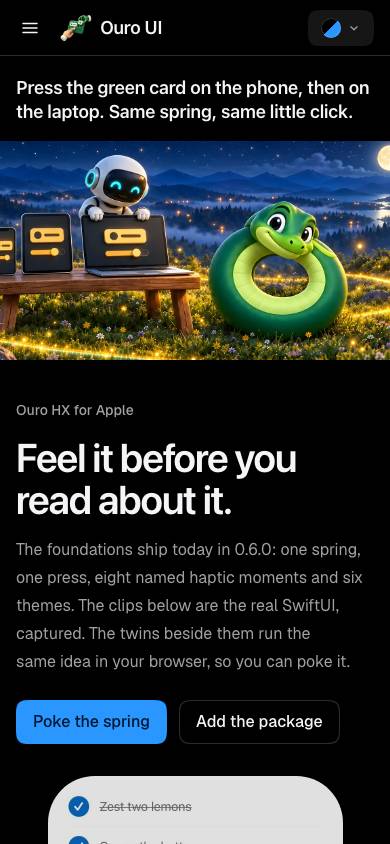 Ouro UI
Press the green card on the phone, then on
the laptop. Same spring, same little click.
Ouro HX for Apple
Feel it before you
read about it.
The foundations ship today in 0.6.0: one spring,
one press, eight named haptic moments and six
themes. The clips below are the real SwiftUI,
captured. The twins beside them run the
same idea in your browser, so you can poke it.
Poke the spring
Add the package
Zest two lemons